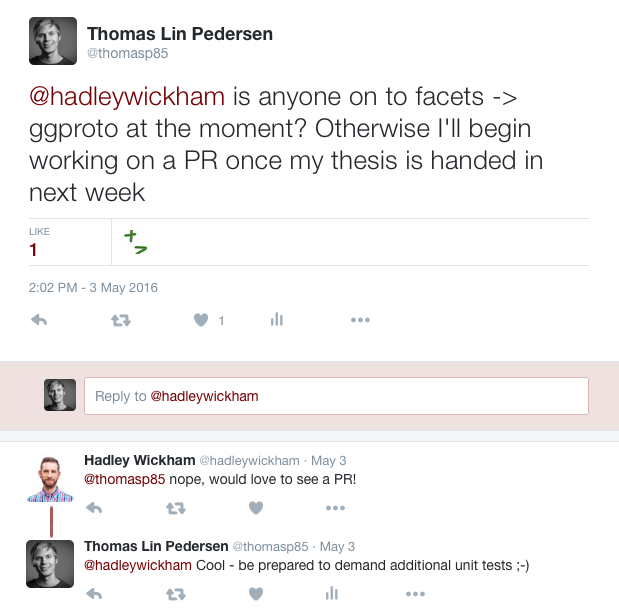 Thomas Lin Pedersen
@thomasp85
@hadleywickham is anyone on to facets ->
ggproto at the moment? Otherwise I'll begin
working on a PR once my thesis is handed in
next week
LIKE
1
2:02 PM - 3 May 2016
1
Reply to @hadleywickham
Hadley Wickham @hadleywickham · May 3
@thomasp85 nope, would love to see a PR!
Thomas Lin Pedersen @thomasp85 · May 3
@hadleywickham Cool - be prepared to demand additional unit tests ;-)